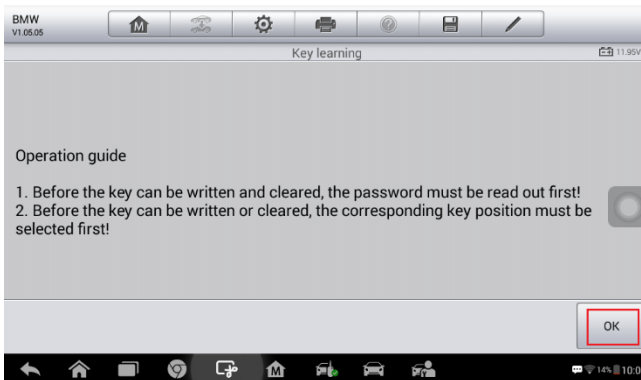 BMW
V1.05.05
Key learning
11.95V
Operation guide
1. Before the key can be written and cleared, the password must be read out first!
2. Before the key can be written or cleared, the corresponding key position must be
selected first!
OK
14% 10:0